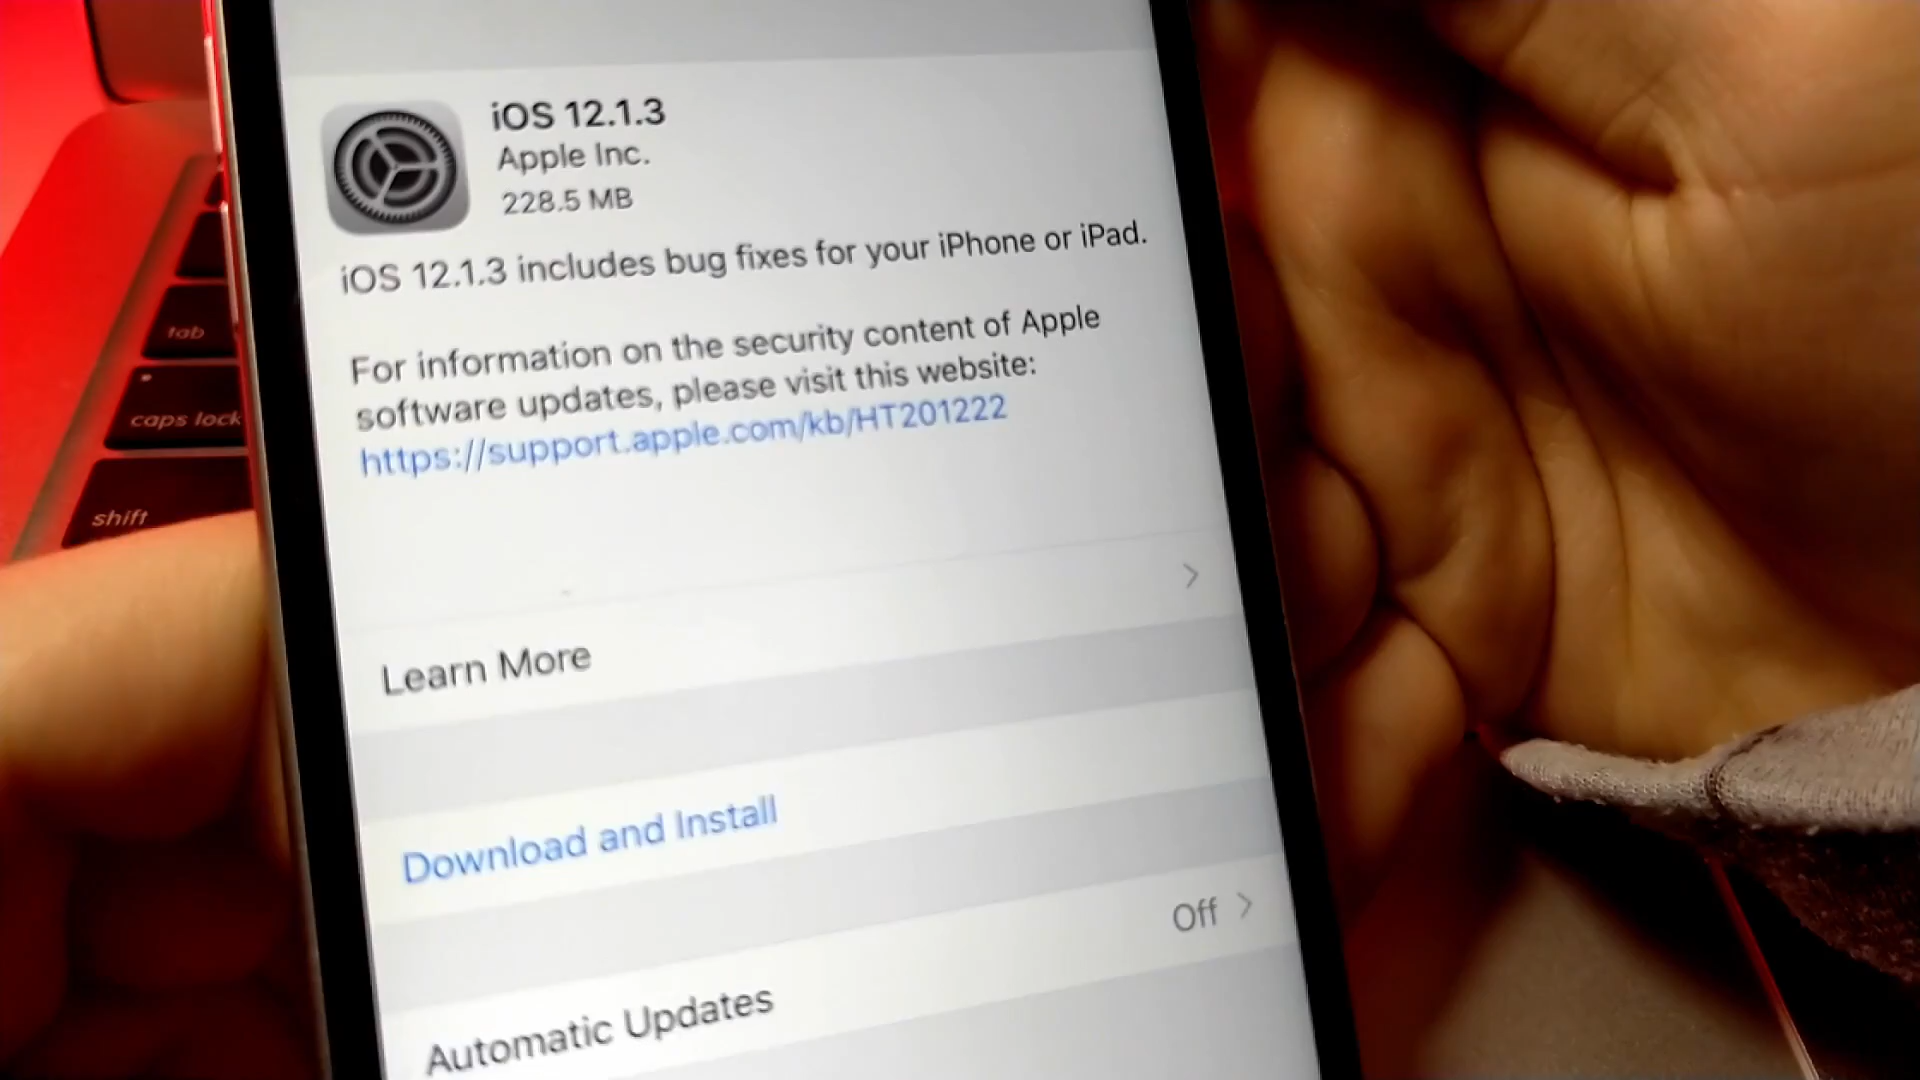 iOS 12.1.3
Apple Inc.
228.5 MB
iOS 12.1.3 includes bug fixes for your iPhone or iPad.
For information on the security content of Apple
software updates, please visit this website:
https://support.apple.com/kb/HT201222
Learn More
Download and Install
Automatic Updates Off
tab
caps lock
shift